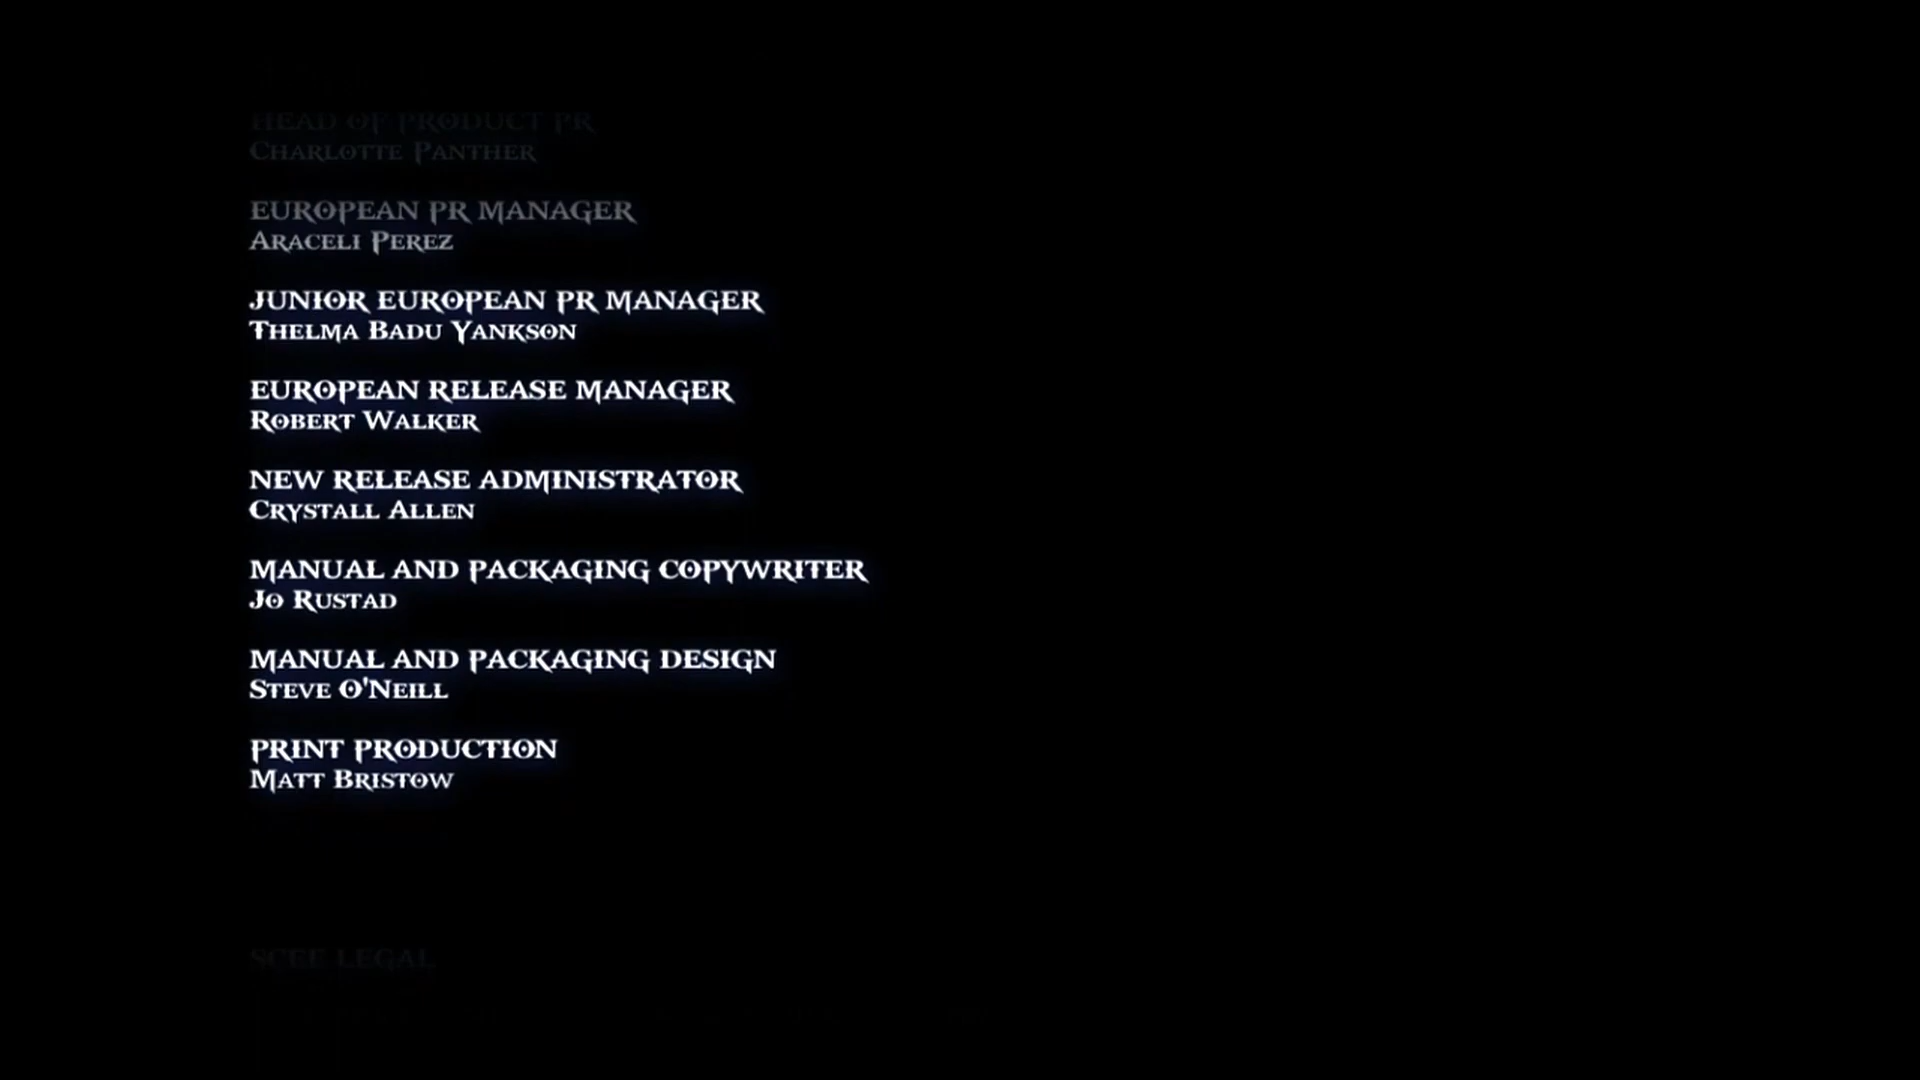 HEAD OF PRODUCT PR
CHARLOTTE PANTHER
EUROPEAN PR MANAGER
ARACELI PEREZ
JUNIOR EUROPEAN PR MANAGER
THELMA BADU YANKSON
EUROPEAN RELEASE MANAGER
ROBERT WALKER
NEW RELEASE ADMINISTRATOR
CRYSTALL ALLEN
MANUAL AND PACKAGING COPYWRITER
JO RUSTAD
MANUAL AND PACKAGING DESIGN
STEVE O'NEILL
PRINT PRODUCTION
MATT BRISTOW
SCEE LEGAL